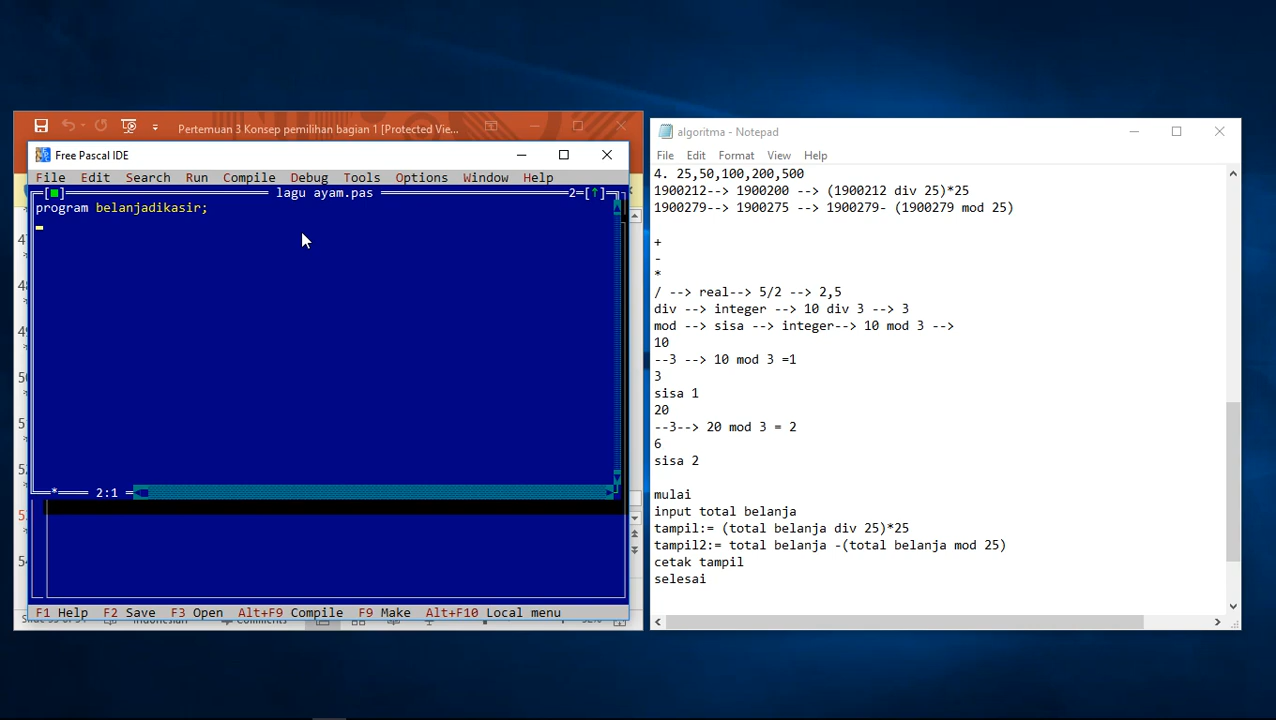 Pertemuan 3 Konsep pemilihan bagian 1 [Protected Vie...
Free Pascal IDE
File Edit Search Run Compile Debug Tools Options Window Help
lagu ayam.pas 2=[↑]
program belanjadikasir;
* 2:1
F1 Help F2 Save F3 Open Alt+F9 Compile F9 Make Alt+F10 Local menu
algoritma - Notepad
File Edit Format View Help
4. 25,50,100,200,500
1900212--> 1900200 --> (1900212 div 25)*25
1900279--> 1900275 --> 1900279- (1900279 mod 25)
+
-
*
/ --> real--> 5/2 --> 2,5
div --> integer --> 10 div 3 --> 3
mod --> sisa --> integer--> 10 mod 3 -->
10
--3 --> 10 mod 3 =1
3
sisa 1
20
--3--> 20 mod 3 = 2
6
sisa 2
mulai
input total belanja
tampil:= (total belanja div 25)*25
tampil2:= total belanja -(total belanja mod 25)
cetak tampil
selesai